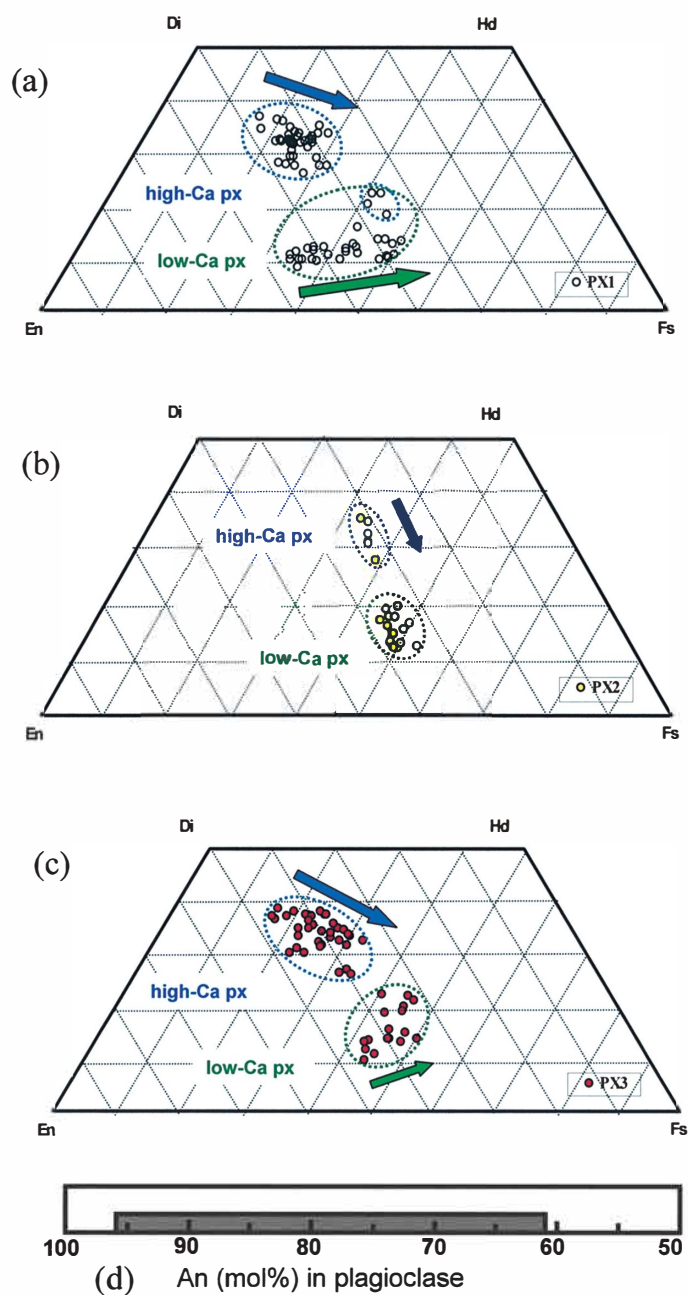 Di Hd
(a)
high-Ca px
low-Ca px
PX1
En Fs
Di Hd
(b)
high-Ca px
low-Ca px
PX2
En Fs
Di Hd
(c)
high-Ca px
low-Ca px
PX3
En Fs
100 90 80 70 60 50
(d) An (mol%) in plagioclase